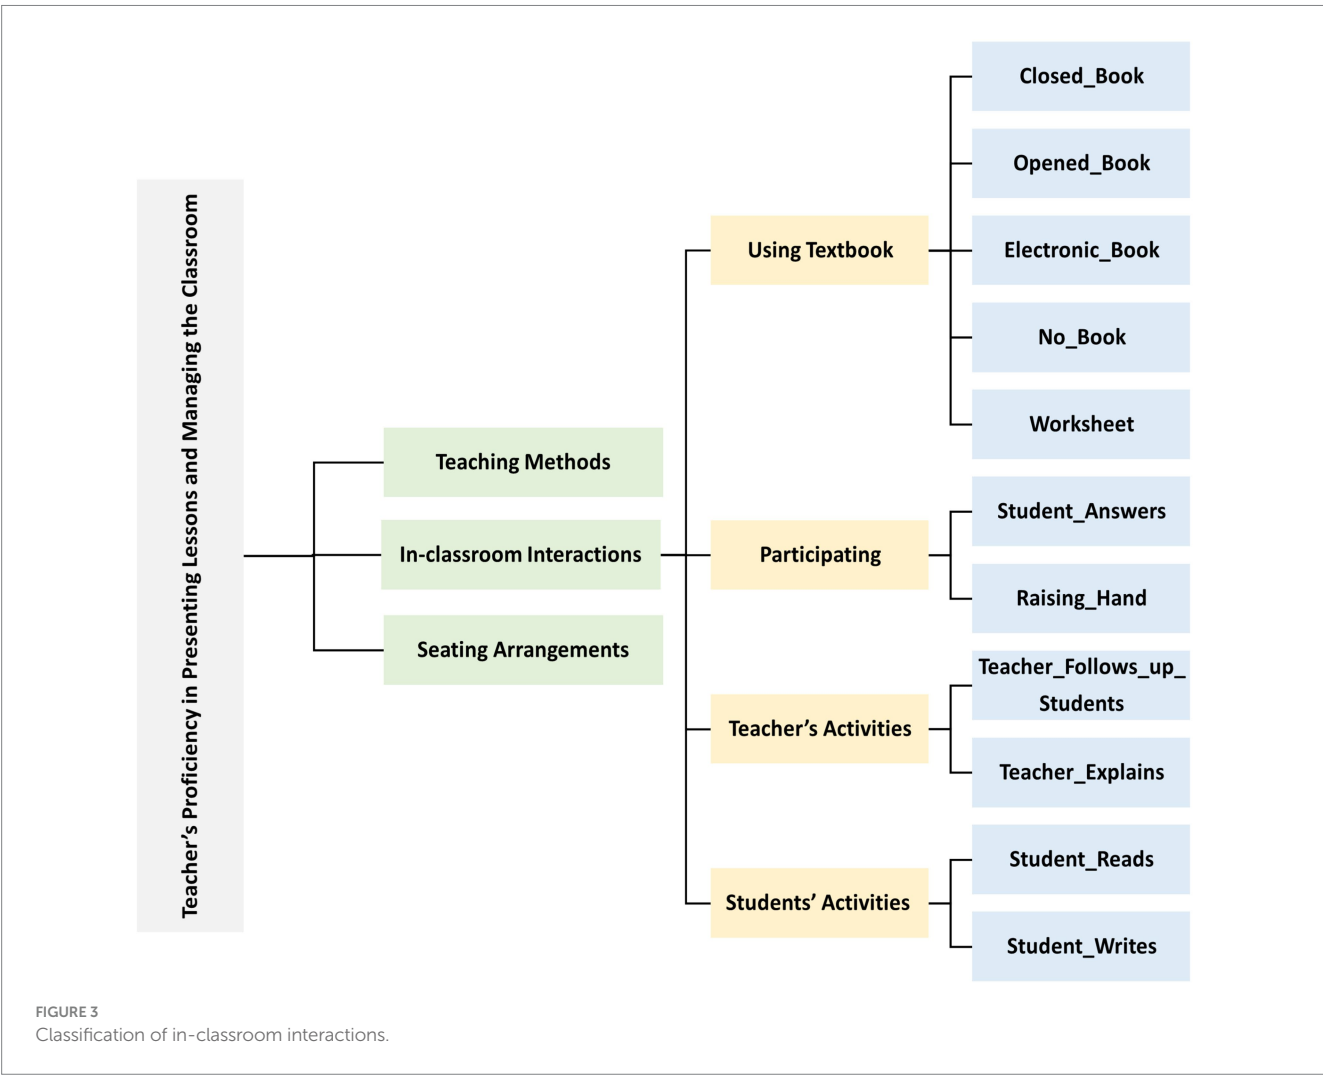 Teacher’s Proficiency in Presenting Lessons and Managing the Classroom
Teaching Methods
In-classroom Interactions
Seating Arrangements
Using Textbook
Participating
Teacher’s Activities
Students’ Activities
Closed_Book
Opened_Book
Electronic_Book
No_Book
Worksheet
Student_Answers
Raising_Hand
Teacher_Follows_up_
Students
Teacher_Explains
Student_Reads
Student_Writes
FIGURE 3
Classification of in-classroom interactions.